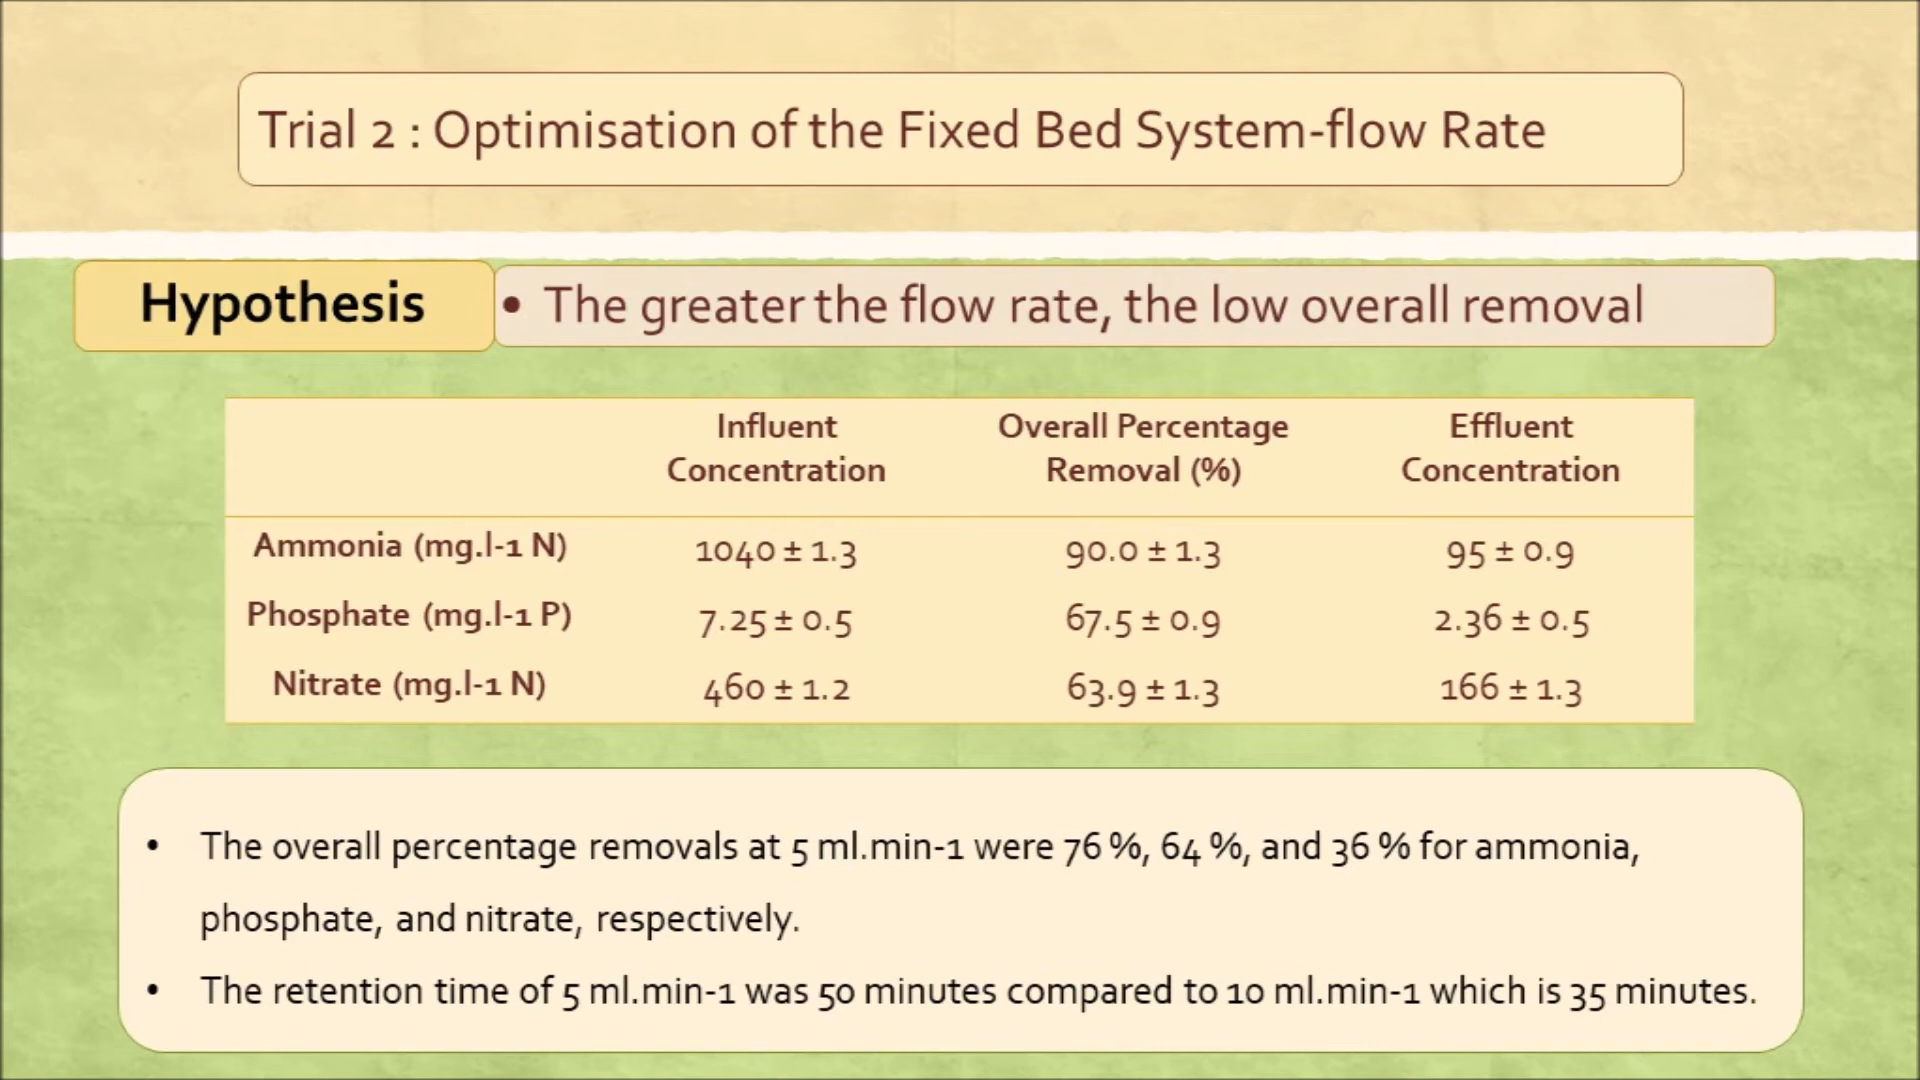 Trial 2 : Optimisation of the Fixed Bed System-flow Rate
Hypothesis
• The greater the flow rate, the low overall removal
Influent Concentration Overall Percentage Removal (%) Effluent Concentration
Ammonia (mg.l-1 N) 1040 ± 1.3 90.0 ± 1.3 95 ± 0.9
Phosphate (mg.l-1 P) 7.25 ± 0.5 67.5 ± 0.9 2.36 ± 0.5
Nitrate (mg.l-1 N) 460 ± 1.2 63.9 ± 1.3 166 ± 1.3
• The overall percentage removals at 5 ml.min-1 were 76 %, 64 %, and 36 % for ammonia,
phosphate, and nitrate, respectively.
• The retention time of 5 ml.min-1 was 50 minutes compared to 10 ml.min-1 which is 35 minutes.